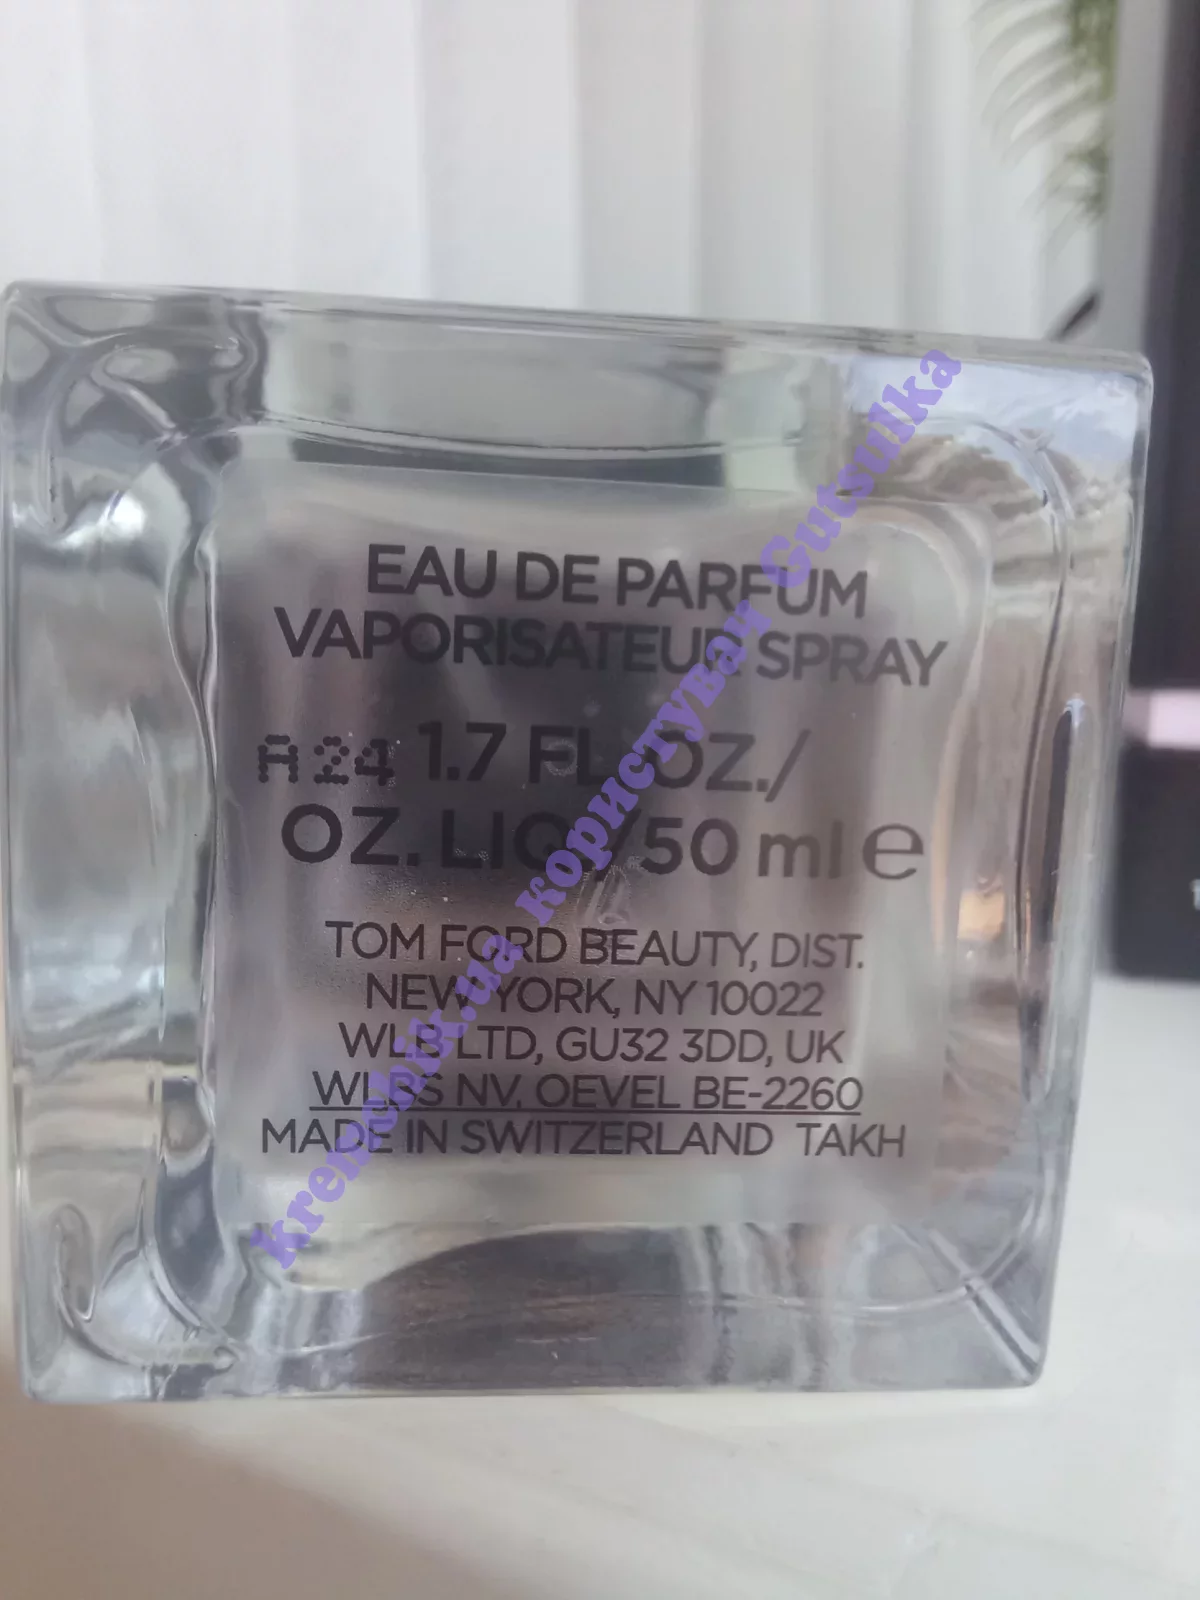 EAU DE PARFUM
VAPORISATEUR SPRAY
A24 1.7 FL. OZ./
OZ. LIQ./50 ml e
TOM FORD BEAUTY, DIST.
NEW YORK, NY 10022
WLB LTD, GU32 3DD, UK
WLBS NV, OEVEL BE-2260
MADE IN SWITZERLAND TAKH
kremchik.ua користувач Gutsulka